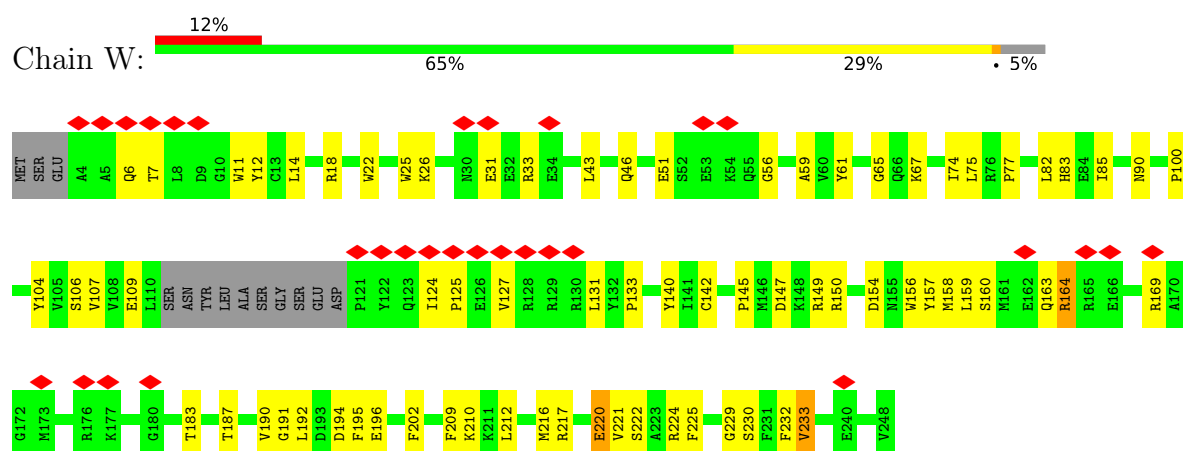 12%
Chain W:
65% 29% • 5%
MET SER GLU A4 A5 Q6 T7 L8 D9 G10 W11 Y12 C13 L14 R18 W22 W25 K26 N30 E31 E32 R33 E34 L43 Q46 E51 S52 E53 K54 Q55 G56 A59 V60 Y61 G65 Q66 K67 I74 L75 R76 P77 L82 H83 E84 I85 N90 P100
Y104 V105 S106 V107 V108 E109 L110 SER ASN TYR LEU ALA SER GLY SER GLU ASP P121 Y122 Q123 I124 P125 E126 V127 R128 R129 R130 L131 Y132 P133 Y140 I141 C142 P145 M146 D147 K148 R149 R150 D154 N155 W156 Y157 M158 L159 S160 M161 E162 Q163 R164 R165 E166 R169 A170
G172 M173 R176 K177 G180 T183 T187 V190 G191 L192 D193 D194 F195 E196 F202 F209 K210 K211 L212 M216 R217 E220 V221 S222 A223 R224 F225 G229 S230 F231 F232 V233 E240 V248